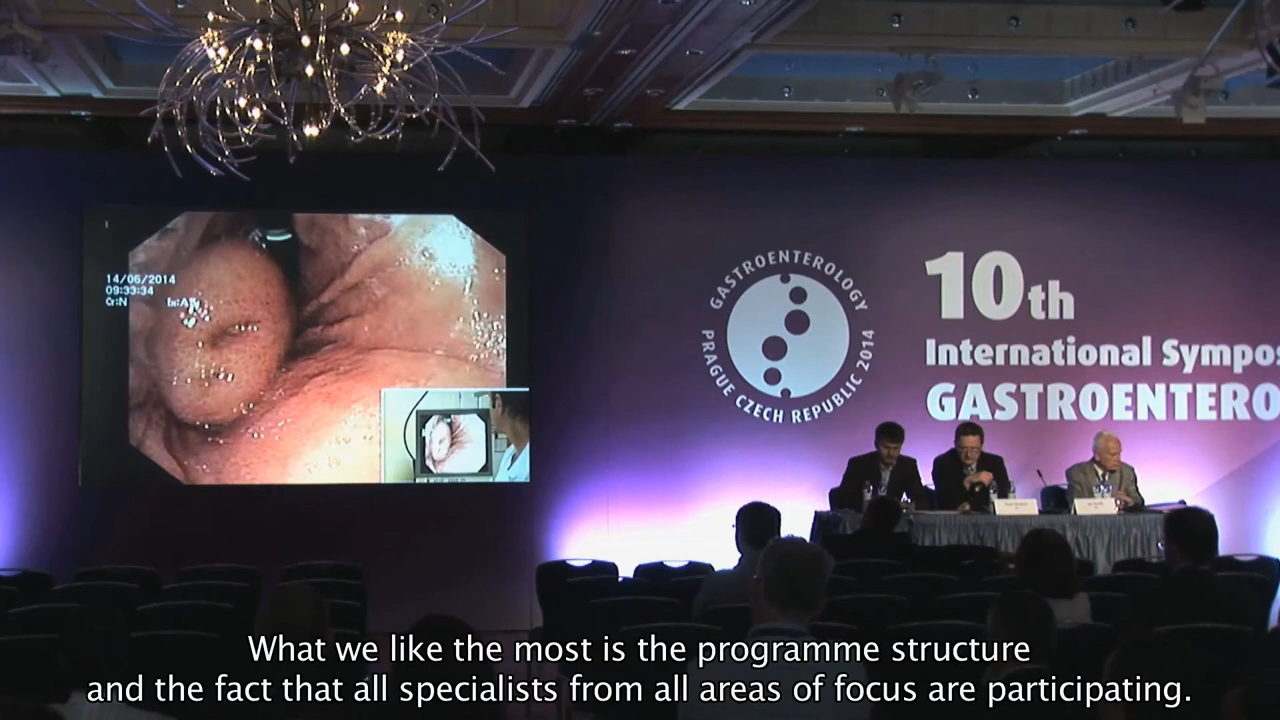 14/06/2014
09:33:34
Cr:N
GASTROENTEROLOGY
PRAGUE CZECH REPUBLIC 2014
10th
International Sympos
GASTROENTERO
What we like the most is the programme structure
and the fact that all specialists from all areas of focus are participating.